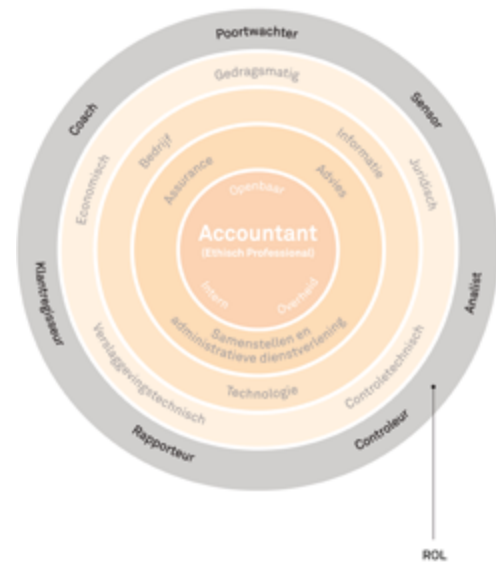 Poortwachter
Coach
Sensor
Klantregisseur
Analist
Rapporteur
Controleur
Gedragsmatig
Economisch
Juridisch
Verslaggevingstechnisch
Controletechnisch
Bedrijf
Informatie
Technologie
Assurance
Advies
Samenstellen en
administratieve dienstverlening
Openbaar
Accountant
(Ethisch Professional)
Intern
Overheid
ROL